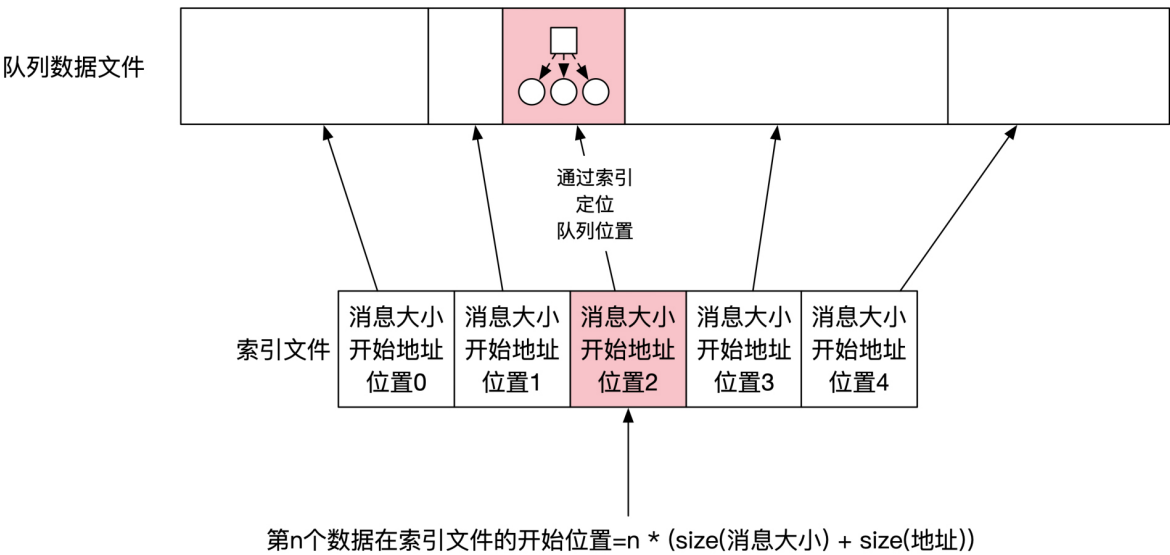 队列数据文件
通过索引
定位
队列位置
索引文件
消息大小
开始地址
位置0
消息大小
开始地址
位置1
消息大小
开始地址
位置2
消息大小
开始地址
位置3
消息大小
开始地址
位置4
第n个数据在索引文件的开始位置=n * (size(消息大小) + size(地址))